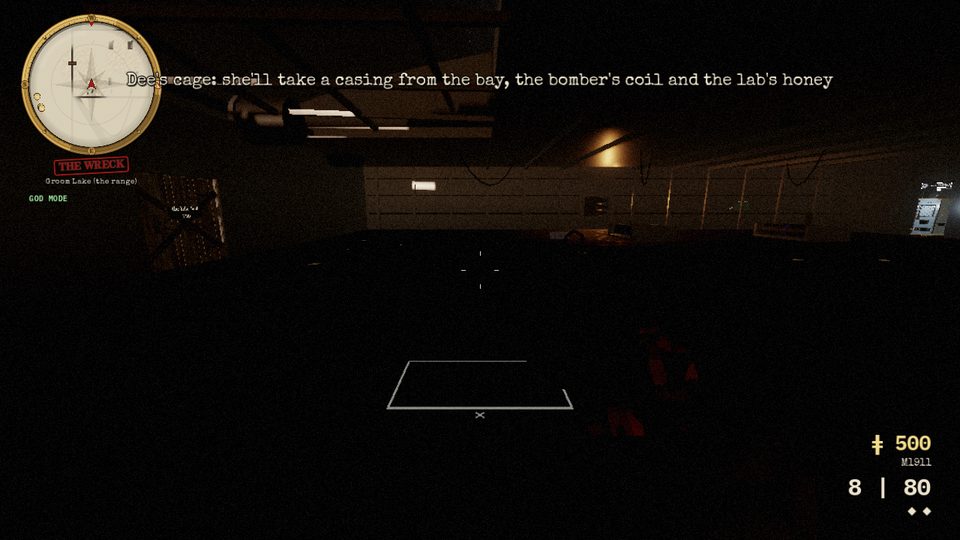 Dee's cage: she'll take a casing from the bay, the bomber's coil and the lab's honey
THE WRECK
Groom Lake (the range)
GOD MODE
500
M1911
8 | 80